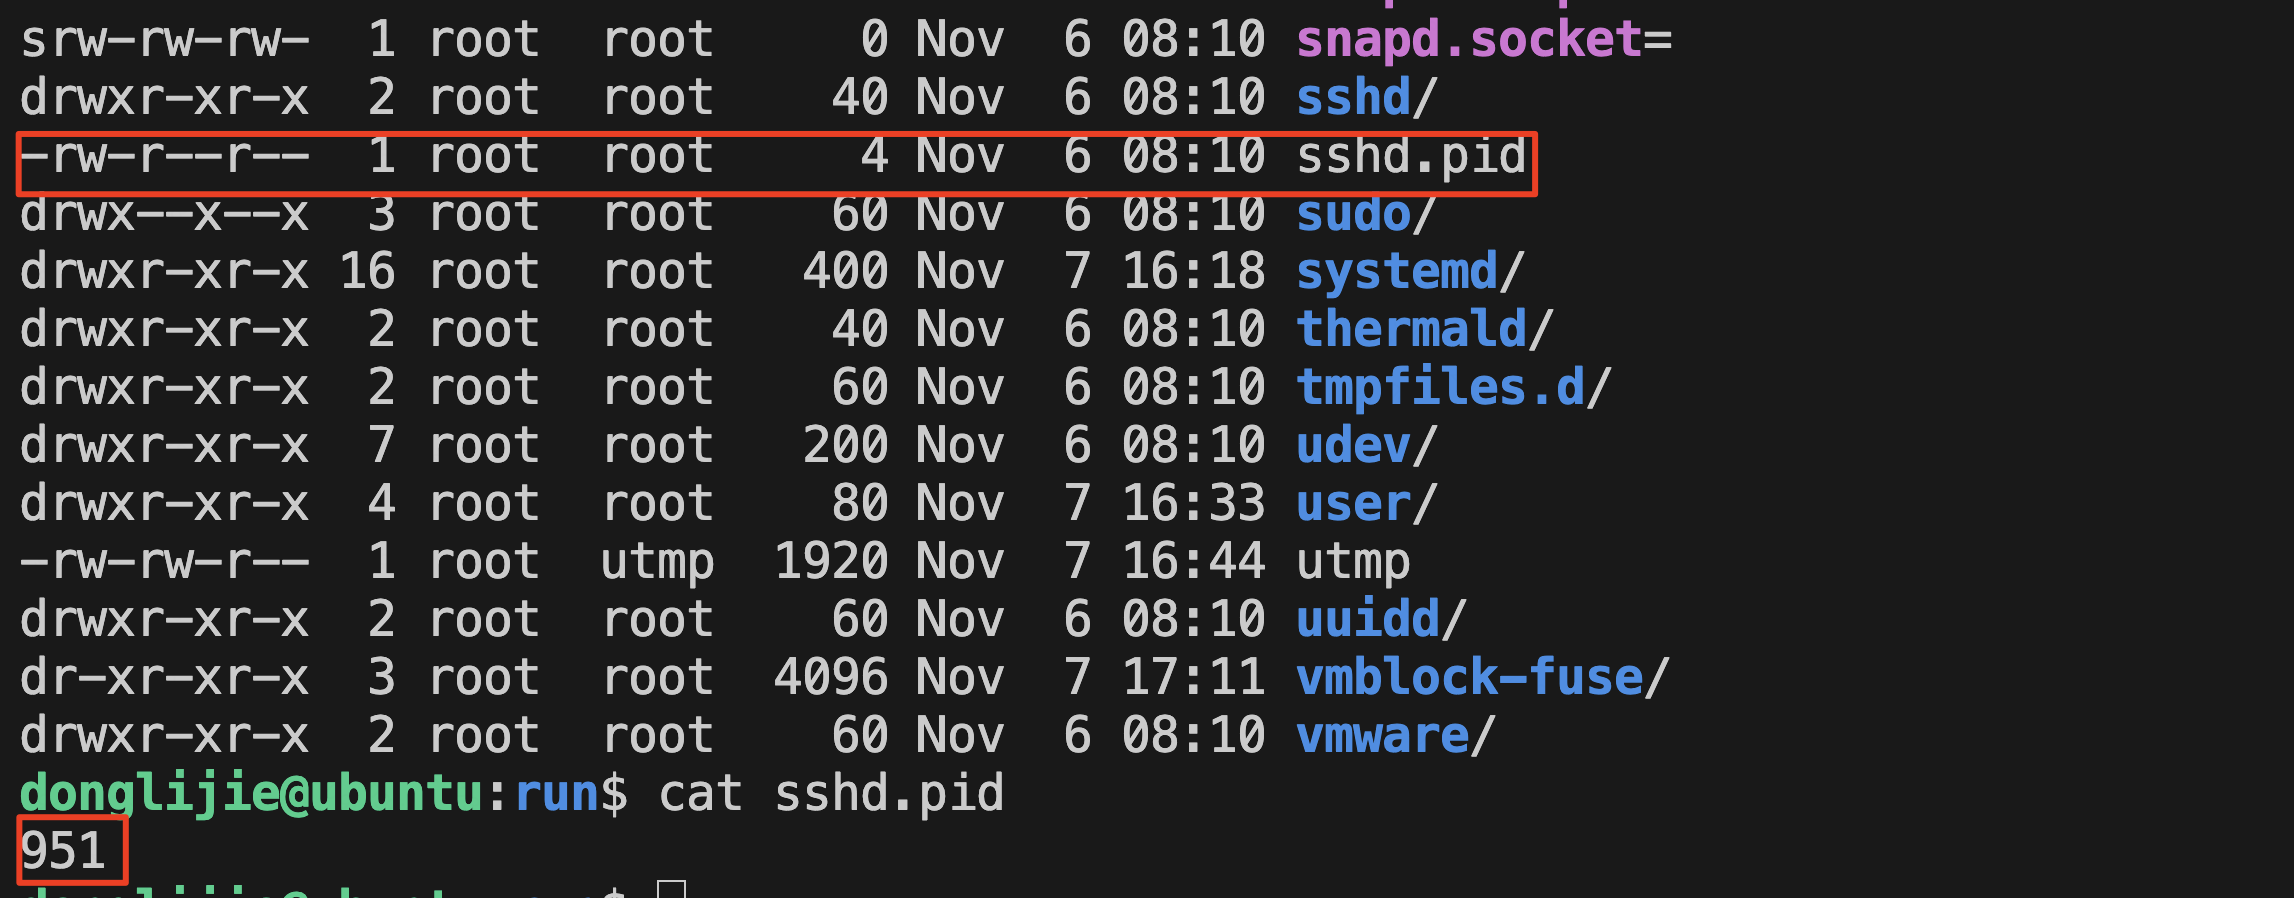 srw-rw-rw-  1 root  root     0 Nov  6 08:10 snapd.socket=
drwxr-xr-x  2 root  root    40 Nov  6 08:10 sshd/
-rw-r--r--  1 root  root     4 Nov  6 08:10 sshd.pid
drwx--x--x  3 root  root    60 Nov  6 08:10 sudo/
drwxr-xr-x 16 root  root   400 Nov  7 16:18 systemd/
drwxr-xr-x  2 root  root    40 Nov  6 08:10 thermald/
drwxr-xr-x  2 root  root    60 Nov  6 08:10 tmpfiles.d/
drwxr-xr-x  7 root  root   200 Nov  6 08:10 udev/
drwxr-xr-x  4 root  root    80 Nov  7 16:33 user/
-rw-rw-r--  1 root  utmp  1920 Nov  7 16:44 utmp
drwxr-xr-x  2 root  root    60 Nov  6 08:10 uuidd/
dr-xr-xr-x  3 root  root  4096 Nov  7 17:11 vmblock-fuse/
drwxr-xr-x  2 root  root    60 Nov  6 08:10 vmware/
donglijie@ubuntu:run$ cat sshd.pid
951